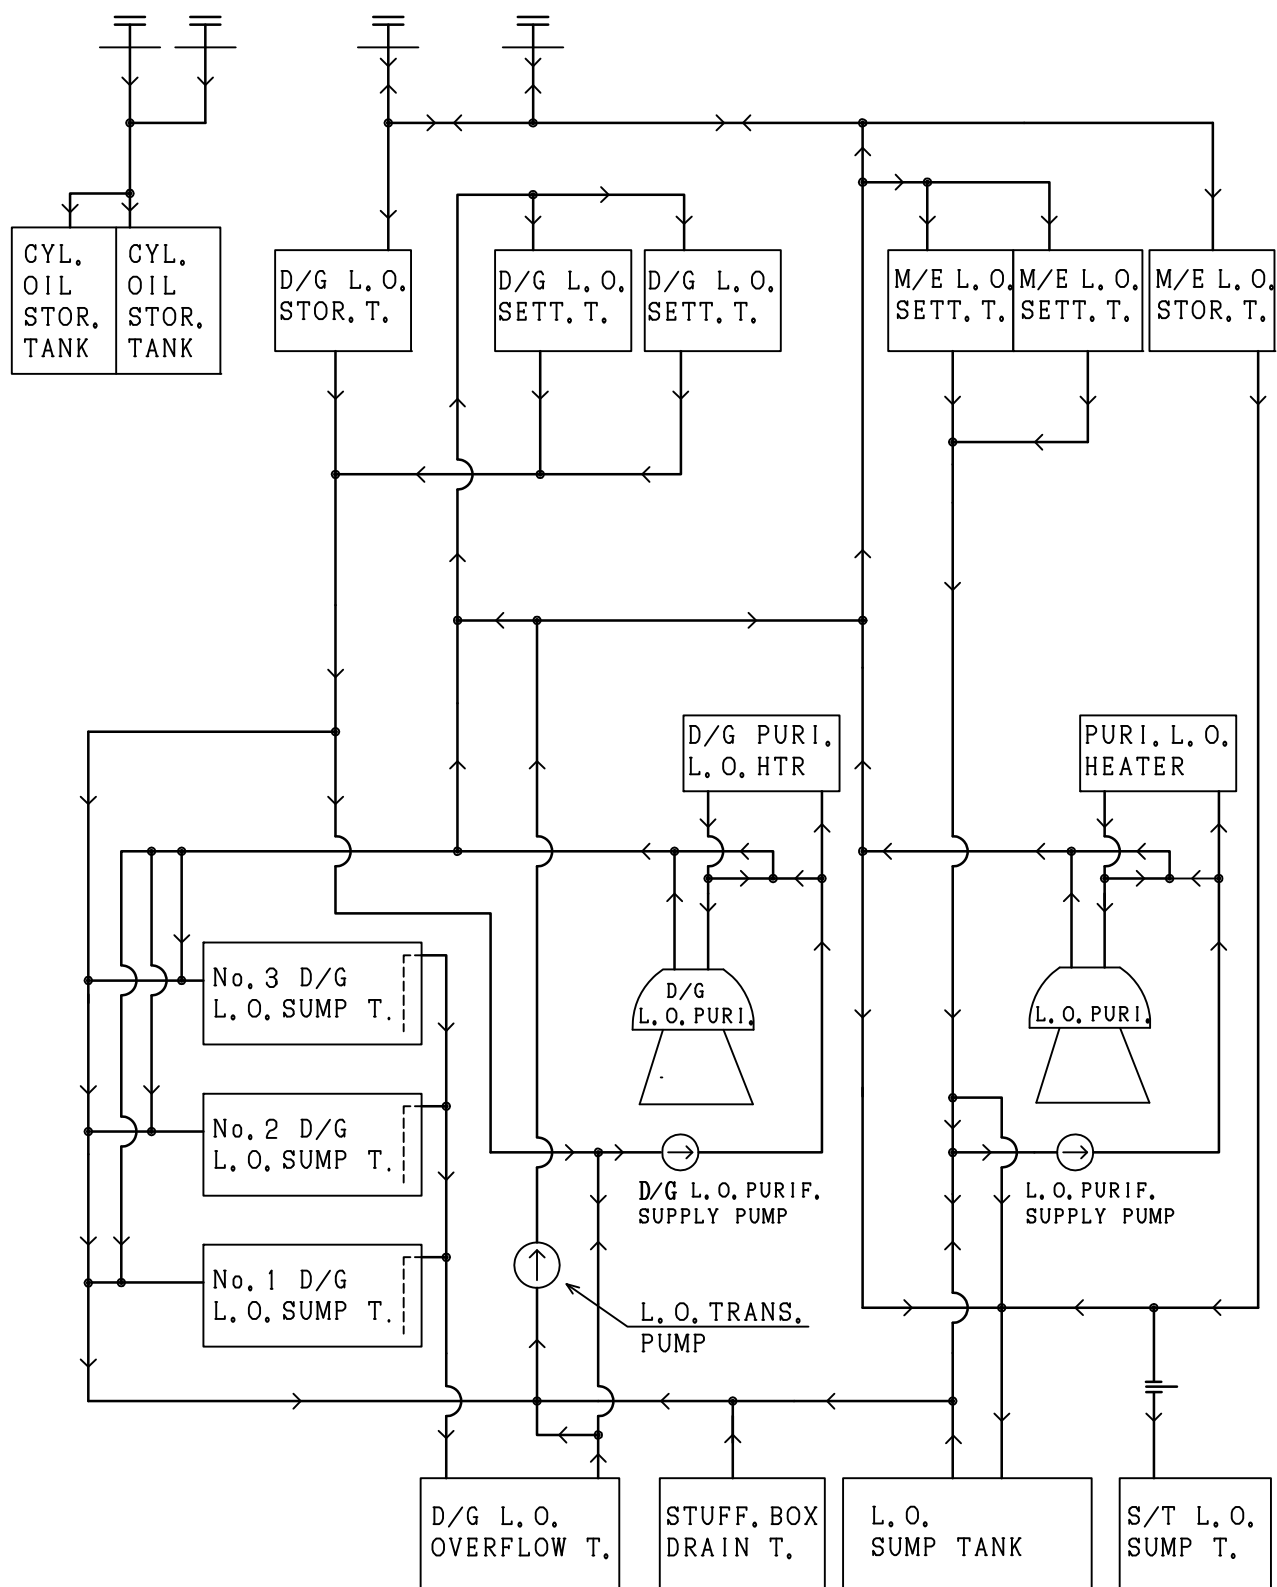 CYL.
OIL
STOR.
TANK
CYL.
OIL
STOR.
TANK
D/G L.O.
STOR.T.
D/G L.O.
SETT.T.
D/G L.O.
SETT.T.
M/E L.O.
SETT.T.
M/E L.O.
SETT.T.
M/E L.O.
STOR.T.
D/G PURI.
L.O.HTR
PURI.L.O.
HEATER
No.3 D/G
L.O.SUMP T.
D/G
L.O.PURI.
L.O.PURI.
No.2 D/G
L.O.SUMP T.
D/G L.O.PURIF.
SUPPLY PUMP
L.O.PURIF.
SUPPLY PUMP
No.1 D/G
L.O.SUMP T.
L.O.TRANS.
PUMP
D/G L.O.
OVERFLOW T.
STUFF.BOX
DRAIN T.
L.O.
SUMP TANK
S/T L.O.
SUMP T.